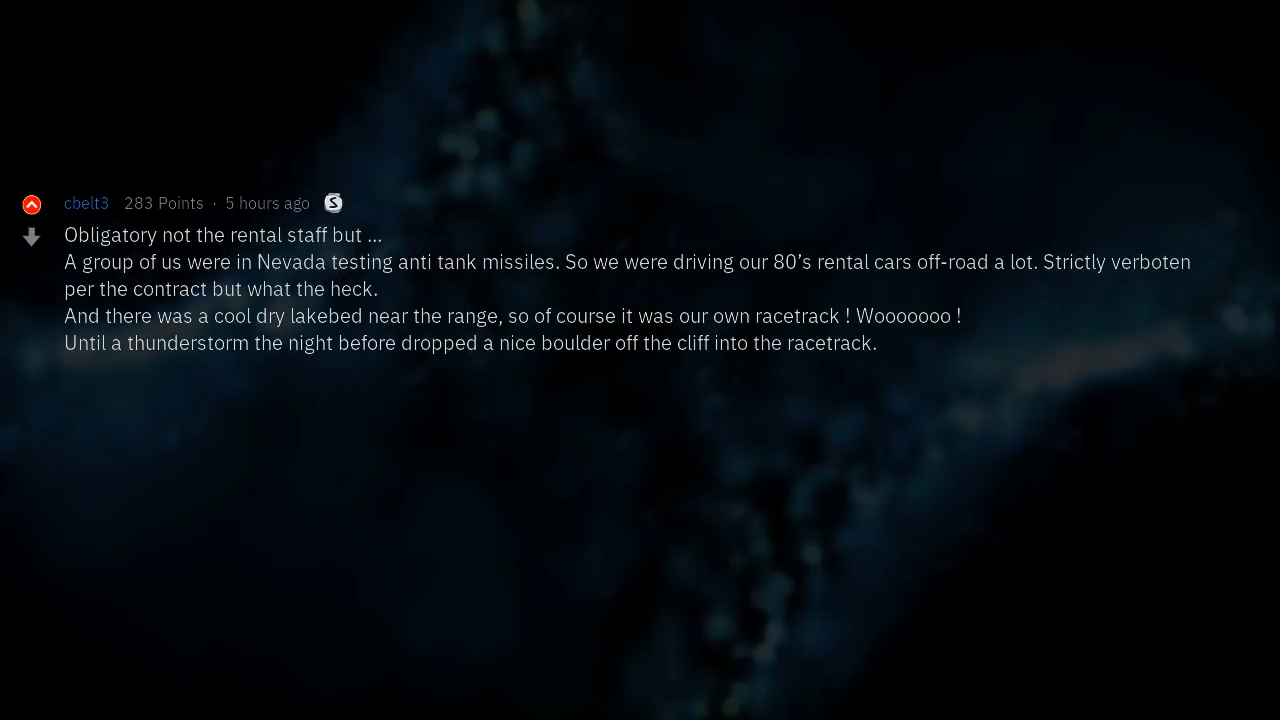 cbelt3 283 Points · 5 hours ago S
Obligatory not the rental staff but ...
A group of us were in Nevada testing anti tank missiles. So we were driving our 80’s rental cars off-road a lot. Strictly verboten
per the contract but what the heck.
And there was a cool dry lakebed near the range, so of course it was our own racetrack ! Wooooooo !
Until a thunderstorm the night before dropped a nice boulder off the cliff into the racetrack.